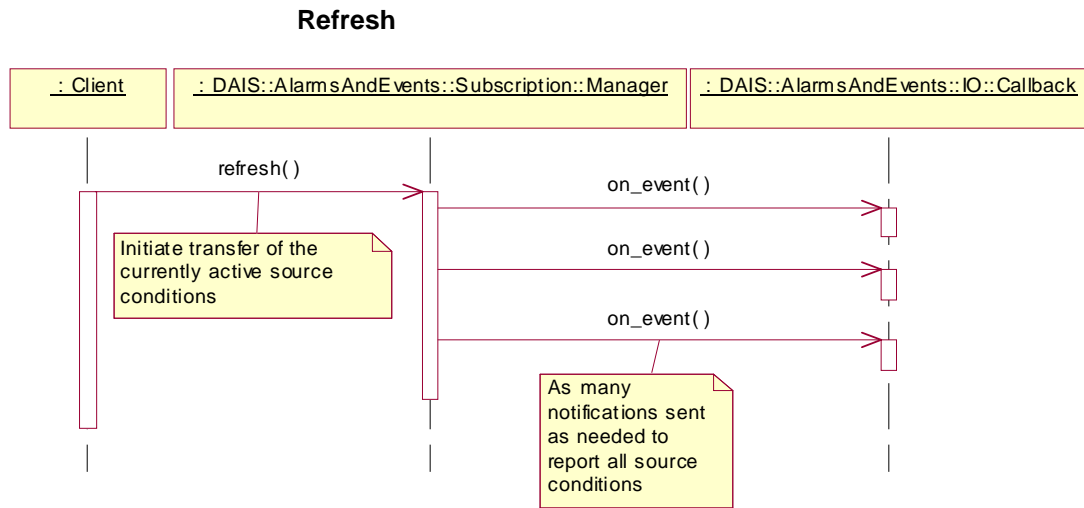 Refresh
: Client
: DAIS::AlarmsAndEvents::Subscription::Manager
: DAIS::AlarmsAndEvents::IO::Callback
refresh( )
on_event( )
Initiate transfer of the
currently active source
conditions
on_event( )
on_event( )
As many
notifications sent
as needed to
report all source
conditions